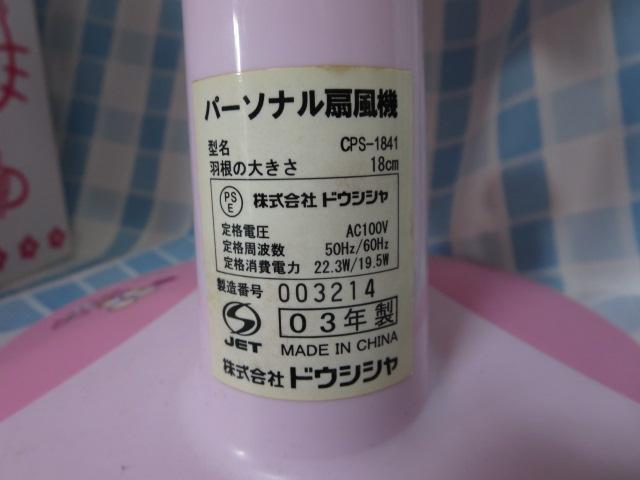 パーソナル扇風機
型名 CPS-1841
羽根の大きさ 18cm
PS
E
株式会社 ドウシシャ
定格電圧 AC100V
定格周波数 50Hz/60Hz
定格消費電力 22.3W/19.5W
製造番号 003214
JET
03年製
MADE IN CHINA
株式会社 ドウシシャ